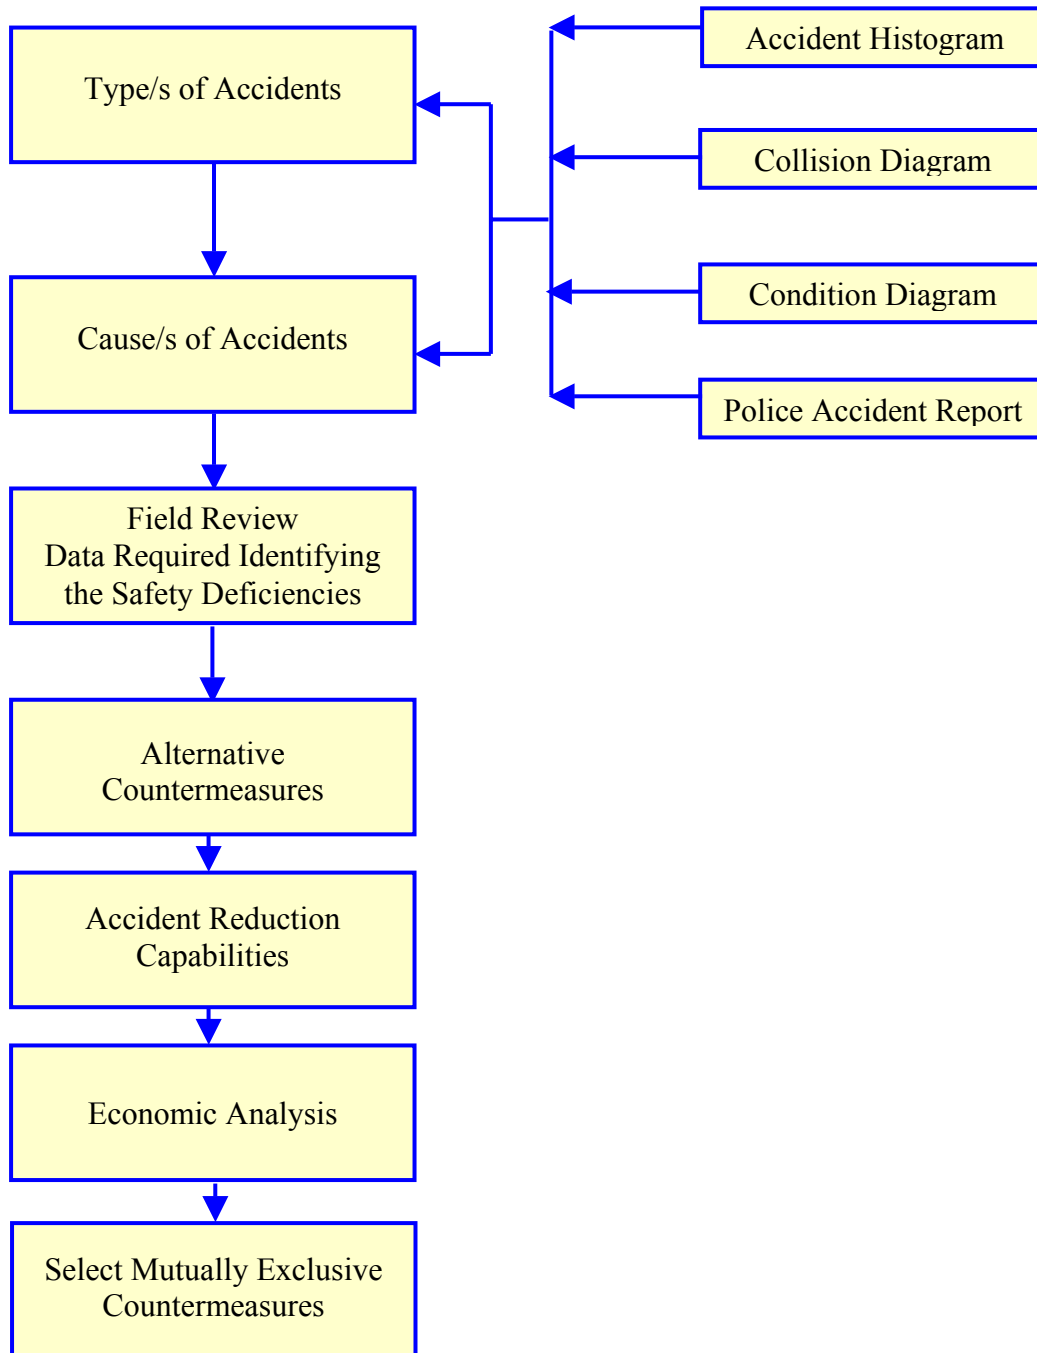 Type/s of Accidents
Cause/s of Accidents
Field Review
Data Required Identifying
the Safety Deficiencies
Alternative
Countermeasures
Accident Reduction
Capabilities
Economic Analysis
Select Mutually Exclusive
Countermeasures
Accident Histogram
Collision Diagram
Condition Diagram
Police Accident Report